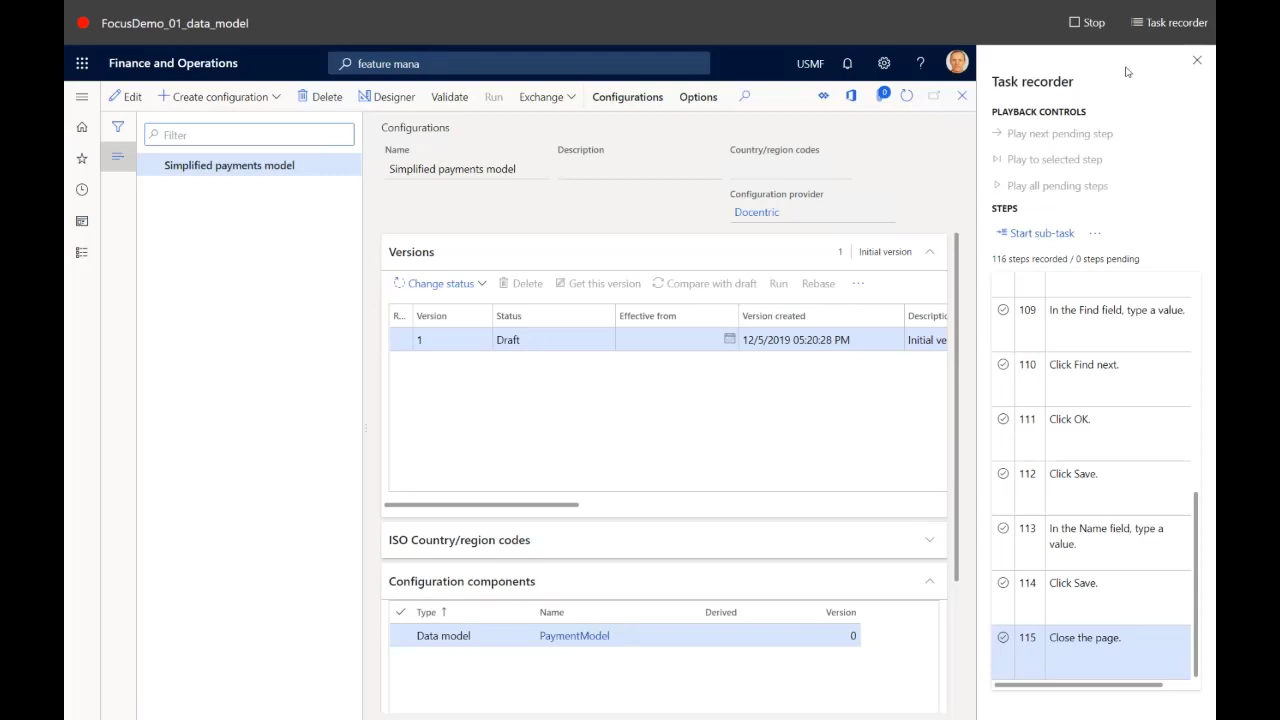 FocusDemo_01_data_model
Stop
Task recorder
Finance and Operations
feature mana
USMF
?
Edit
Create configuration
Delete
Designer
Validate
Run
Exchange
Configurations
Options
0
Filter
Simplified payments model
Configurations
Name
Description
Country/region codes
Simplified payments model
Configuration provider
Docentric
Versions
1
Initial version
Change status
Delete
Get this version
Compare with draft
Run
Rebase
R...
Version
Status
Effective from
Version created
Descriptic
1
Draft
12/5/2019 05:20:28 PM
Initial ve
ISO Country/region codes
Configuration components
Type ↑
Name
Derived
Version
Data model
PaymentModel
0
Task recorder
PLAYBACK CONTROLS
Play next pending step
Play to selected step
Play all pending steps
STEPS
Start sub-task
116 steps recorded / 0 steps pending
109 In the Find field, type a value.
110 Click Find next.
111 Click OK.
112 Click Save.
113 In the Name field, type a
value.
114 Click Save.
115 Close the page.